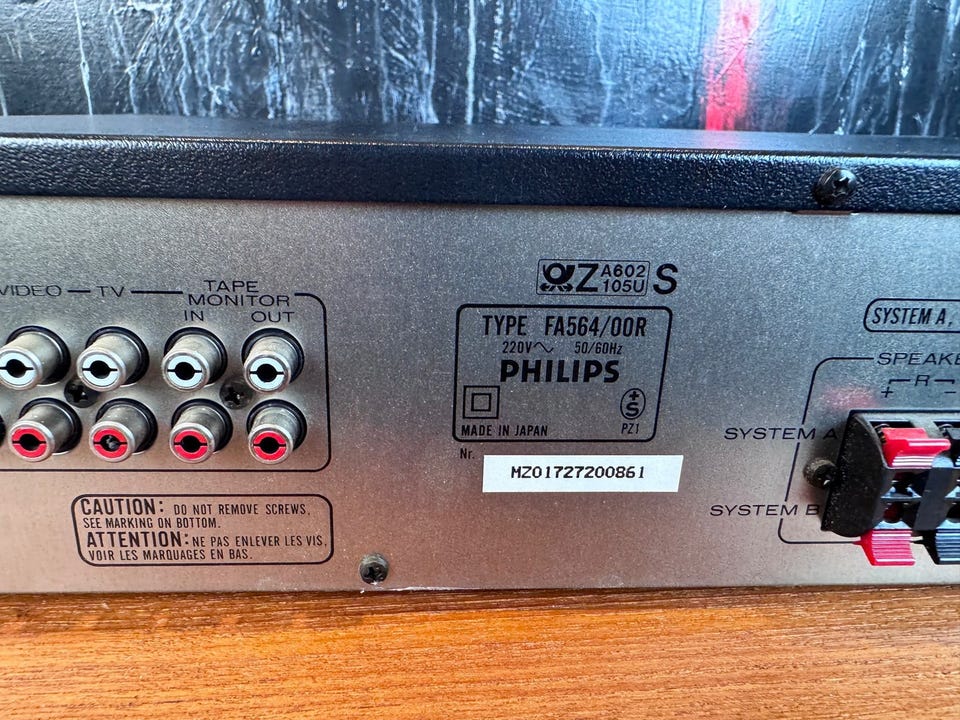 VIDEO — TV — TAPE
MONITOR
IN OUT
CAUTION: DO NOT REMOVE SCREWS,
SEE MARKING ON BOTTOM.
ATTENTION: NE PAS ENLEVER LES VIS,
VOIR LES MARQUAGES EN BAS.
Z A602 S
105U
TYPE FA564/00R
220V~ 50/60Hz
PHILIPS
S
MADE IN JAPAN PZ1
Nr.
MZ01727200861
SYSTEM A,
SPEAKE
R
+ −
SYSTEM A
SYSTEM B